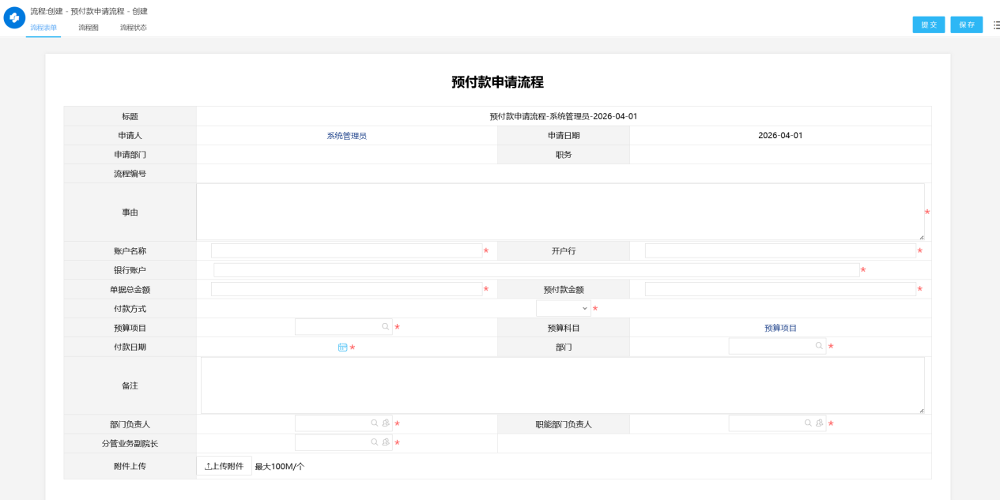 流程:创建 - 预付款申请流程 - 创建
流程表单 流程图 流程状态
提交 保存
预付款申请流程
标题 预付款申请流程-系统管理员-2026-04-01
申请人 系统管理员 申请日期 2026-04-01
申请部门 职务
流程编号
事由 *
账户名称 * 开户行 *
银行账户 *
单据总金额 * 预付款金额 *
付款方式 *
预算项目 * 预算科目 预算项目
付款日期 * 部门 *
备注
部门负责人 * 职能部门负责人 *
分管业务副院长 *
附件上传 上传附件 最大100M/个